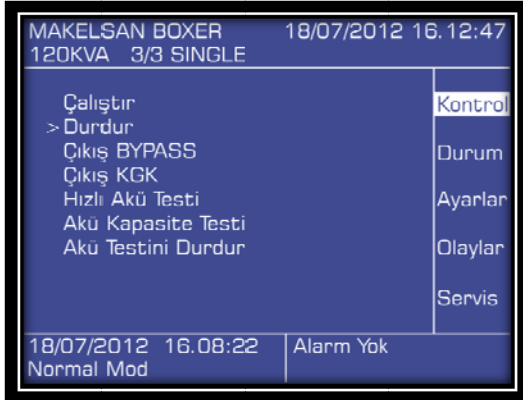 MAKELSAN BOXER 18/07/2012 16.12:47
120KVA 3/3 SINGLE
Çalıştır
>Durdur
Çıkış BYPASS
Çıkış KGK
Hızlı Akü Testi
Akü Kapasite Testi
Akü Testini Durdur
Kontrol
Durum
Ayarlar
Olaylar
Servis
18/07/2012 16.08:22 Alarm Yok
Normal Mod